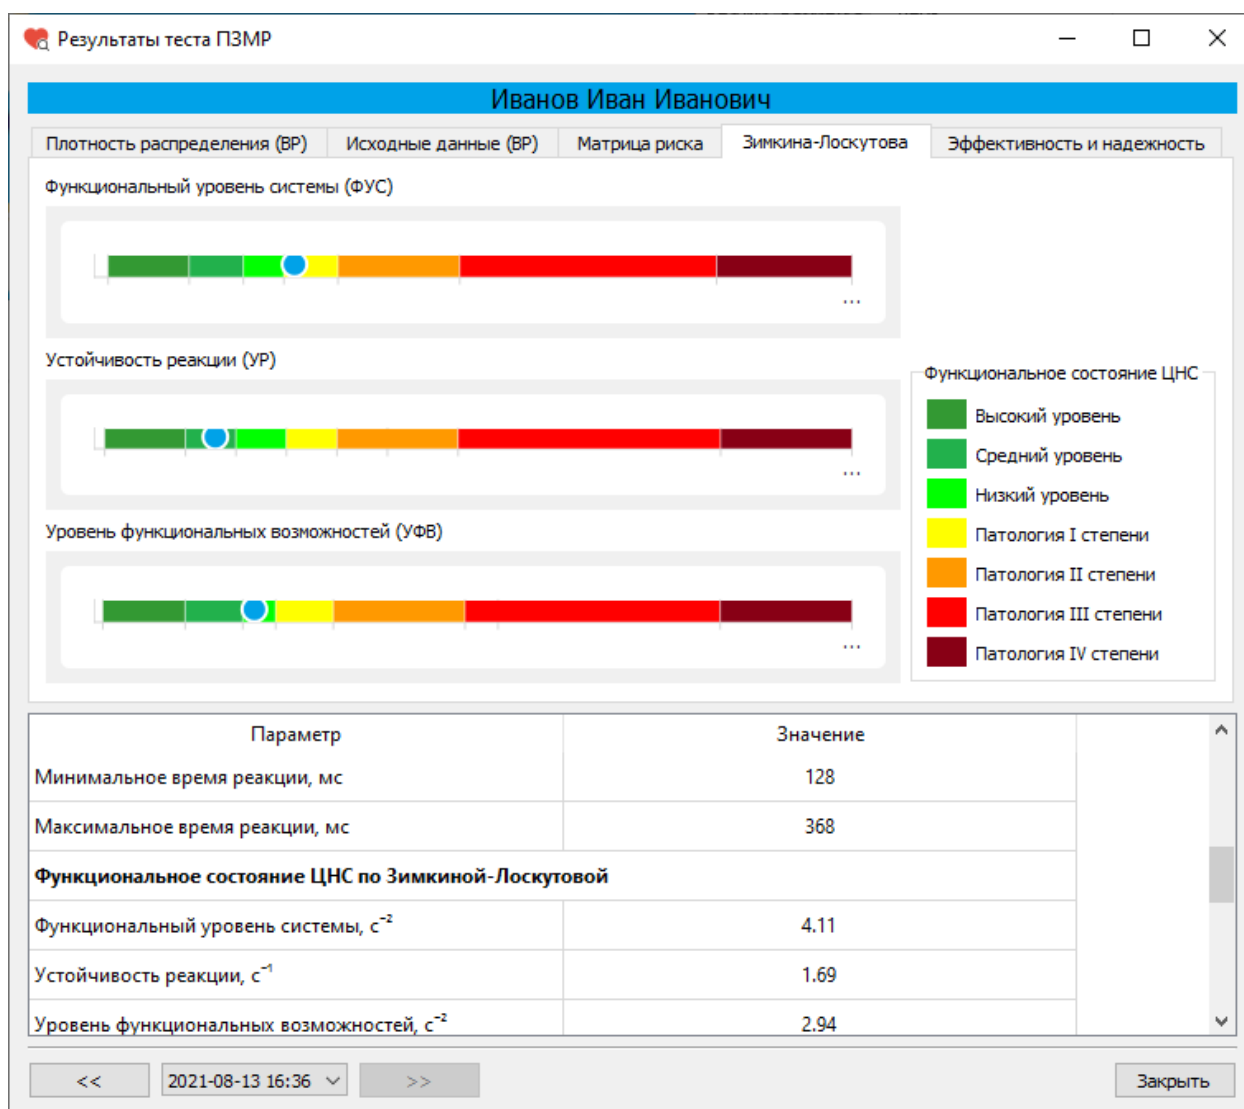 Результаты теста ПЗМР
Иванов Иван Иванович
Плотность распределения (ВР) Исходные данные (ВР) Матрица риска Зимкина-Лоскутова Эффективность и надежность
Функциональный уровень системы (ФУС)
...
Устойчивость реакции (УР)
...
Уровень функциональных возможностей (УФВ)
...
Функциональное состояние ЦНС
Высокий уровень
Средний уровень
Низкий уровень
Патология I степени
Патология II степени
Патология III степени
Патология IV степени
Параметр Значение
Минимальное время реакции, мс 128
Максимальное время реакции, мс 368
Функциональное состояние ЦНС по Зимкиной-Лоскутовой
Функциональный уровень системы, с⁻² 4.11
Устойчивость реакции, с⁻¹ 1.69
Уровень функциональных возможностей, с⁻² 2.94
<< 2021-08-13 16:36 >> Закрыть